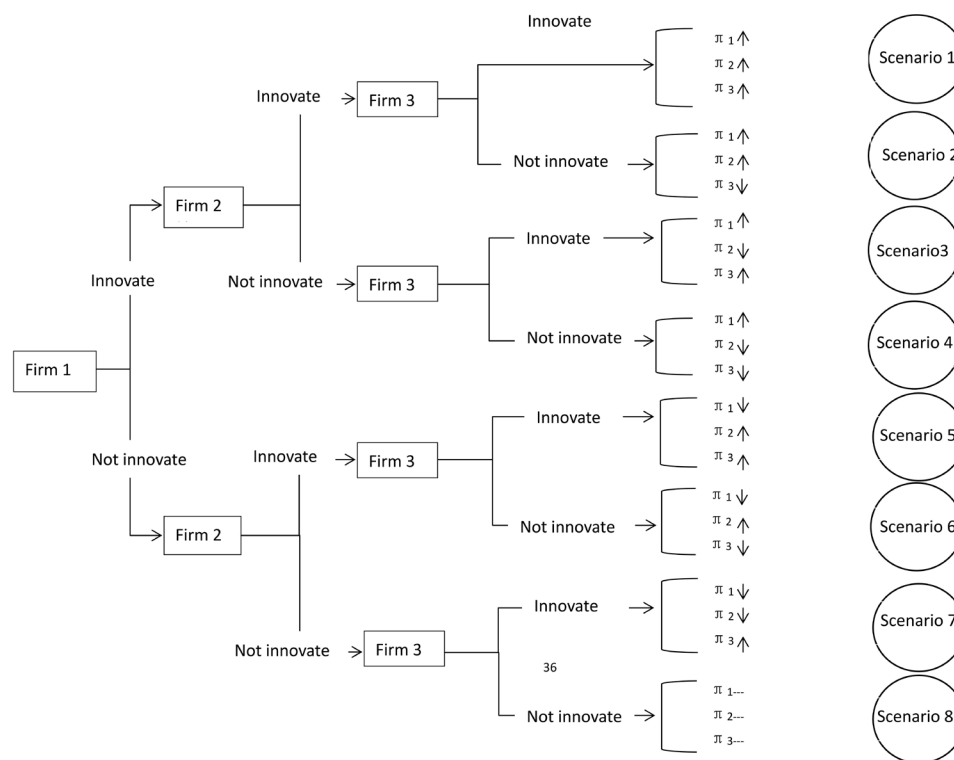 Innovate
π 1↑
π 2↑
π 3↑
Scenario 1
Innovate
Firm 3
Not innovate
π 1↑
π 2↑
π 3↓
Scenario 2
Firm 2
Innovate
π 1↑
π 2↓
π 3↑
Scenario3
Innovate
Not innovate
Firm 3
Not innovate
π 1↑
π 2↓
π 3↓
Scenario 4
Firm 1
Innovate
π 1↓
π 2↑
π 3↑
Scenario 5
Not innovate
Innovate
Firm 3
Not innovate
π 1↓
π 2↑
π 3↓
Scenario 6
Firm 2
Innovate
π 1↓
π 2↓
π 3↑
Scenario 7
Not innovate
Firm 3
36
Not innovate
π 1---
π 2---
π 3---
Scenario 8